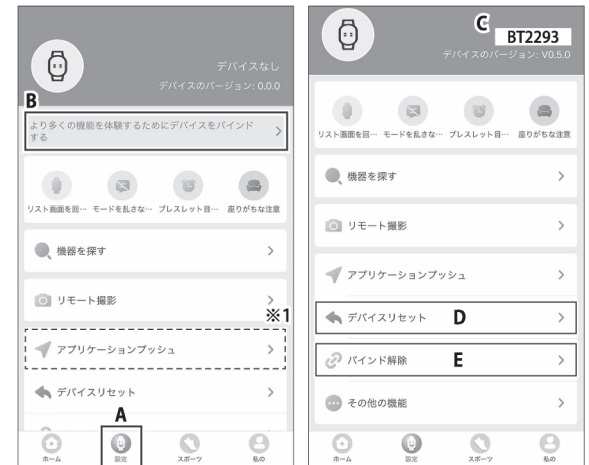 デバイスなし
デバイスのバージョン: 0.0.0
B
より多くの機能を体験するためにデバイスをバインド
する
リスト画面を回… モードを乱さな… ブレスレット目… 座りがちな注意
機器を探す
リモート撮影
※1
アプリケーションプッシュ
デバイスリセット
A
ホーム 設定 スポーツ 私の
C
BT2293
デバイスのバージョン: V0.5.0
リスト画面を回… モードを乱さな… ブレスレット目… 座りがちな注意
機器を探す
リモート撮影
アプリケーションプッシュ
デバイスリセット D
バインド解除 E
その他の機能
ホーム 設定 スポーツ 私の